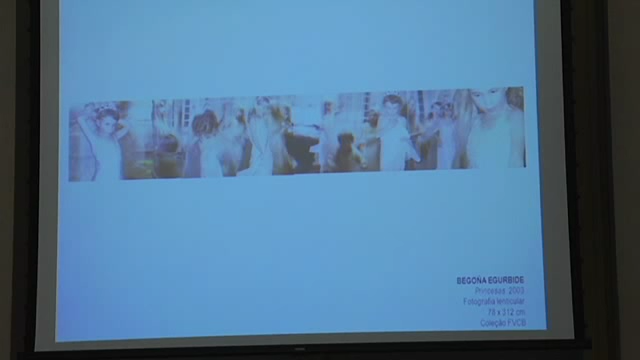 BEGOÑA EGURBIDE
Princesas 2003
Fotografia lenticular
78 x 312 cm
Coleção FVCB